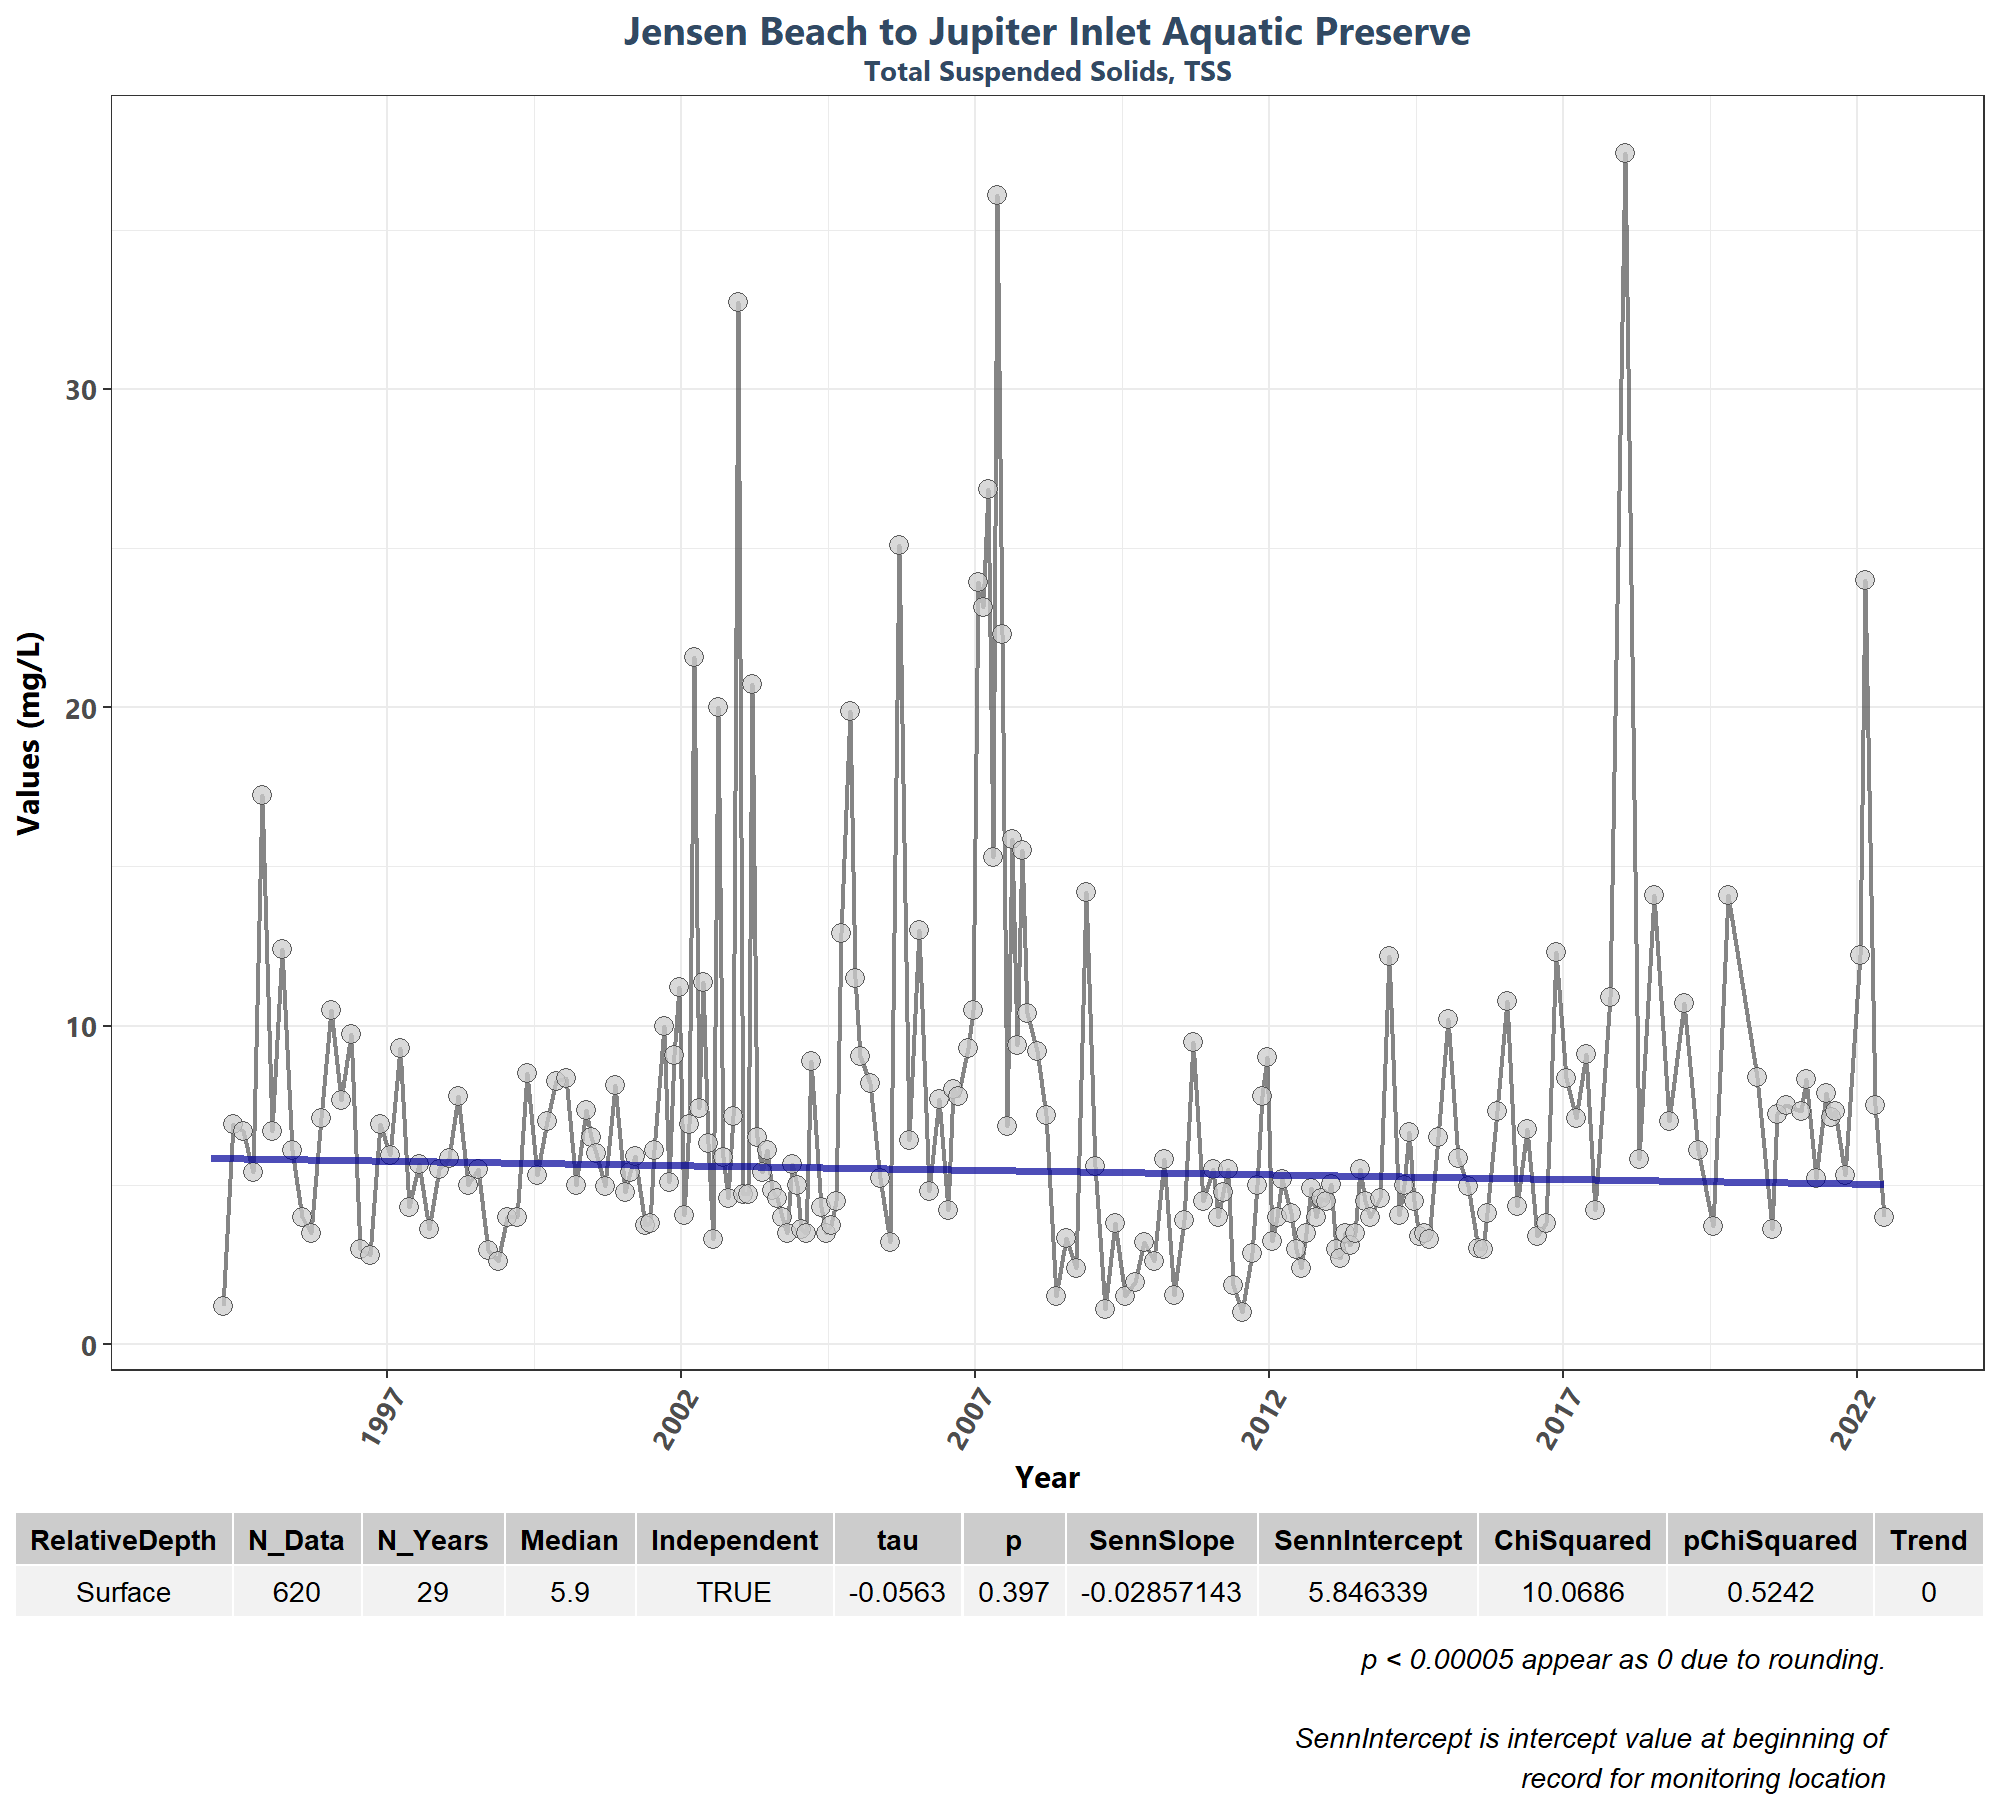 Jensen Beach to Jupiter Inlet Aquatic Preserve
Total Suspended Solids, TSS
Values (mg/L)
30
20
10
0
1997 2002 2007 2012 2017 2022
Year
RelativeDepth N_Data N_Years Median Independent tau p SennSlope SennIntercept ChiSquared pChiSquared Trend
Surface 620 29 5.9 TRUE -0.0563 0.397 -0.02857143 5.846339 10.0686 0.5242 0
p < 0.00005 appear as 0 due to rounding.
SennIntercept is intercept value at beginning of
record for monitoring location